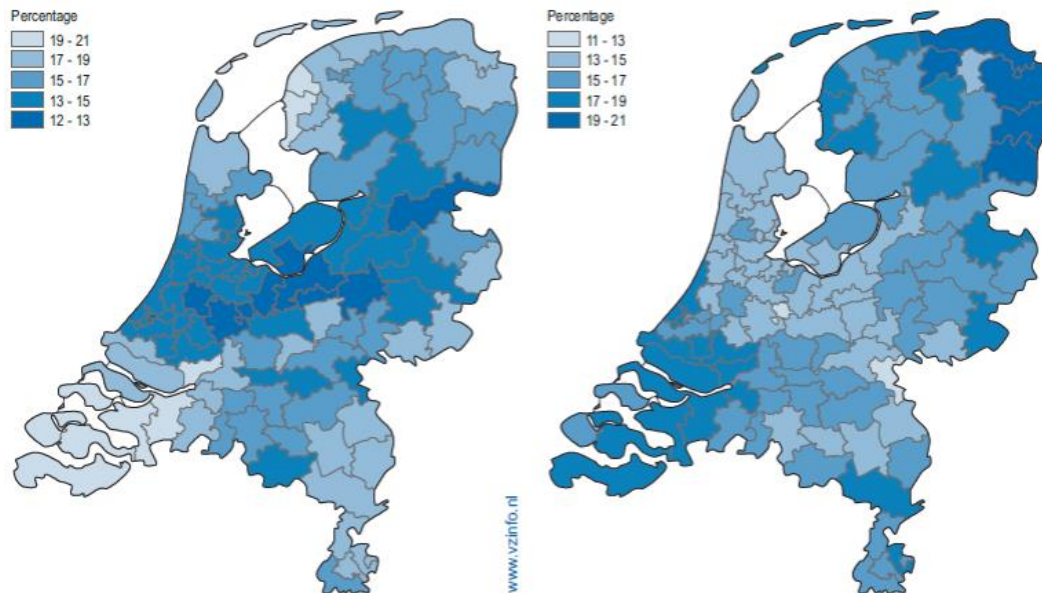 Percentage
19 - 21
17 - 19
15 - 17
13 - 15
12 - 13
Percentage
11 - 13
13 - 15
15 - 17
17 - 19
19 - 21
www.vzinfo.nl